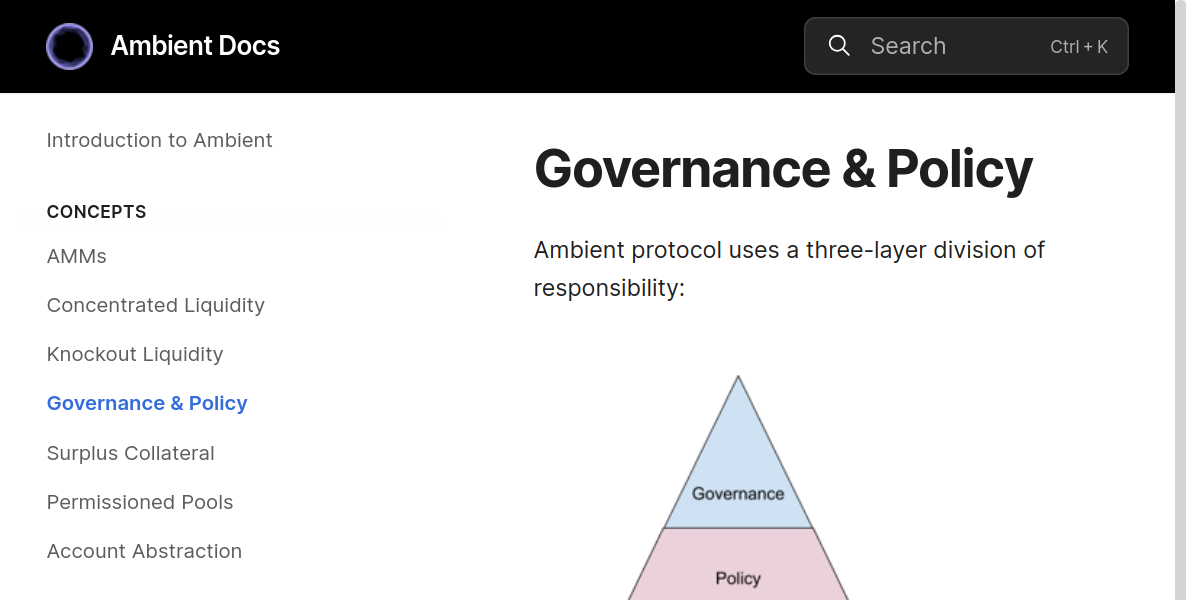 Ambient Docs
Search
Ctrl + K
Introduction to Ambient
CONCEPTS
AMMs
Concentrated Liquidity
Knockout Liquidity
Governance & Policy
Surplus Collateral
Permissioned Pools
Account Abstraction
Governance & Policy
Ambient protocol uses a three-layer division of
responsibility:
Governance
Policy